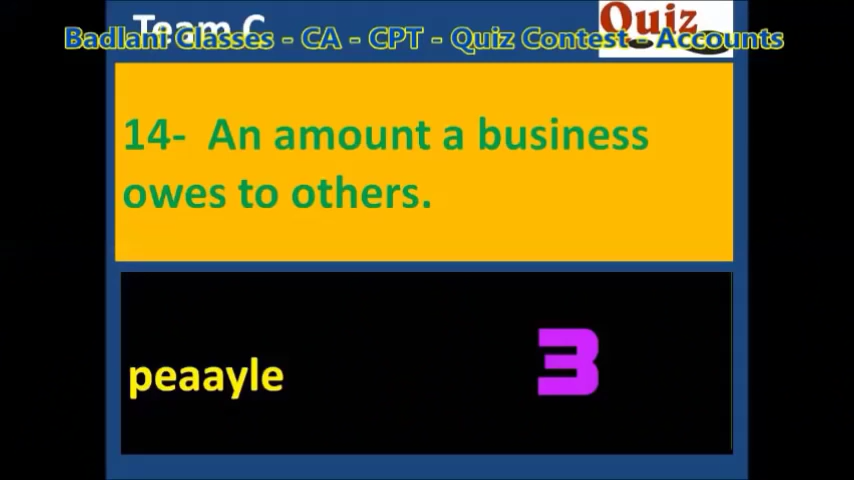 Team C
Quiz
Badlani Classes - CA - CPT - Quiz Contest - Accounts
14- An amount a business
owes to others.
peaayle
3